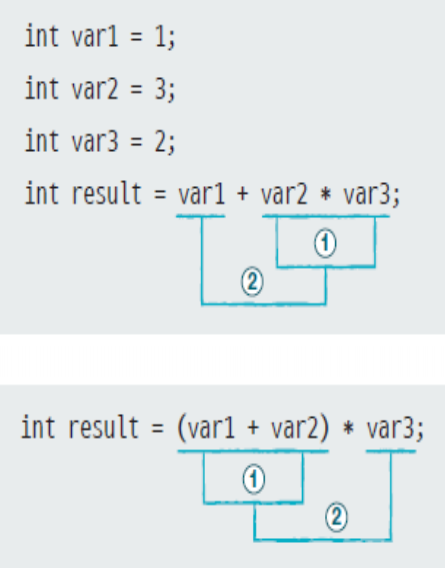 int var1 = 1;
int var2 = 3;
int var3 = 2;
int result = var1 + var2 * var3;
①
②
int result = (var1 + var2) * var3;
①
②